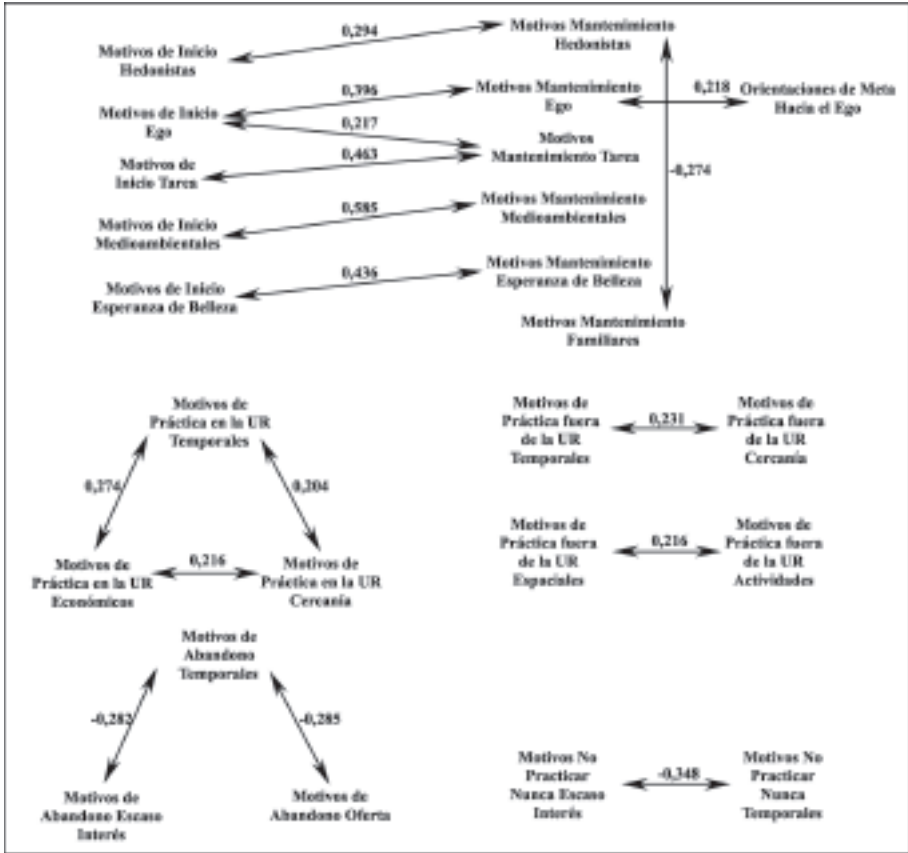 0,294
Motivos de Inicio
Hedonistas
Motivos Mantenimiento
Hedonistas
Motivos de Inicio
Ego
0,396
0,217
Motivos Mantenimiento
Ego
0,218
Orientaciones de Meta
Hacia el Ego
Motivos de
Inicio Tarea
0,463
Motivos
Mantenimiento Tarea
-0,274
Motivos de Inicio
Medioambientales
0,585
Motivos Mantenimiento
Medioambientales
Motivos de Inicio
Esperanza de Belleza
0,436
Motivos Mantenimiento
Esperanza de Belleza
Motivos Mantenimiento
Familiares
Motivos de
Práctica en la UR
Temporales
0,274
0,204
Motivos de
Práctica en la UR
Económicos
0,216
Motivos de
Práctica en la UR
Cercanía
Motivos de
Práctica fuera
de la UR
Temporales
0,231
Motivos de
Práctica fuera
de la UR
Cercanía
Motivos de
Práctica fuera
de la UR
Espaciales
0,216
Motivos de
Práctica fuera
de la UR
Actividades
Motivos de
Abandono
Temporales
-0,282
-0,285
Motivos de
Abandono Escaso
Interés
Motivos de
Abandono Oferta
Motivos No
Practicar
Nunca Escaso
Interés
-0,348
Motivos No
Practicar
Nunca
Temporales